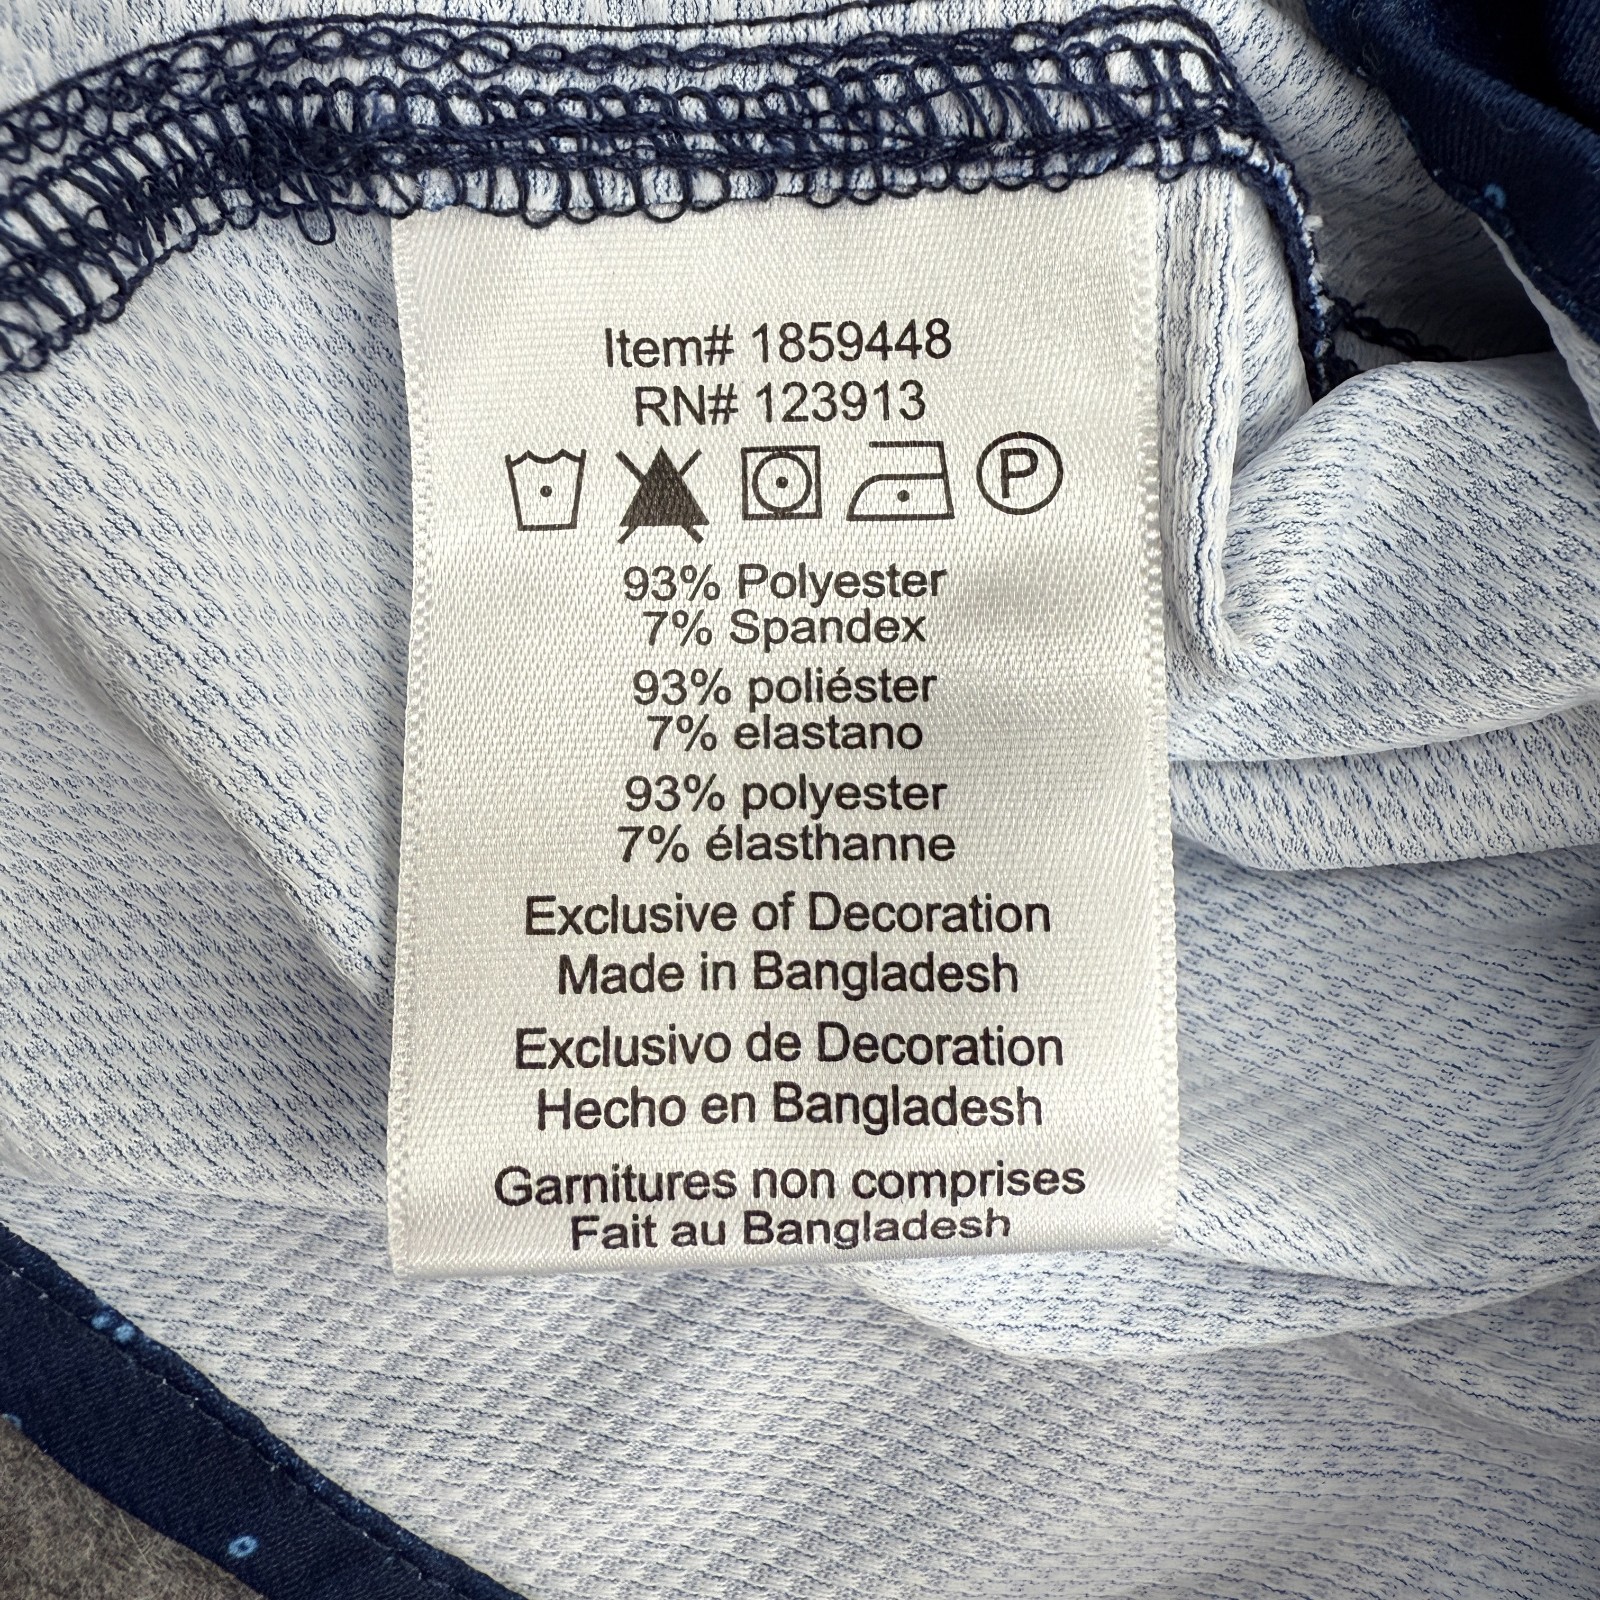 Item# 1859448
RN# 123913
P
93% Polyester
7% Spandex
93% poliéster
7% elastano
93% polyester
7% élasthanne
Exclusive of Decoration
Made in Bangladesh
Exclusivo de Decoration
Hecho en Bangladesh
Garnitures non comprises
Fait au Bangladesh